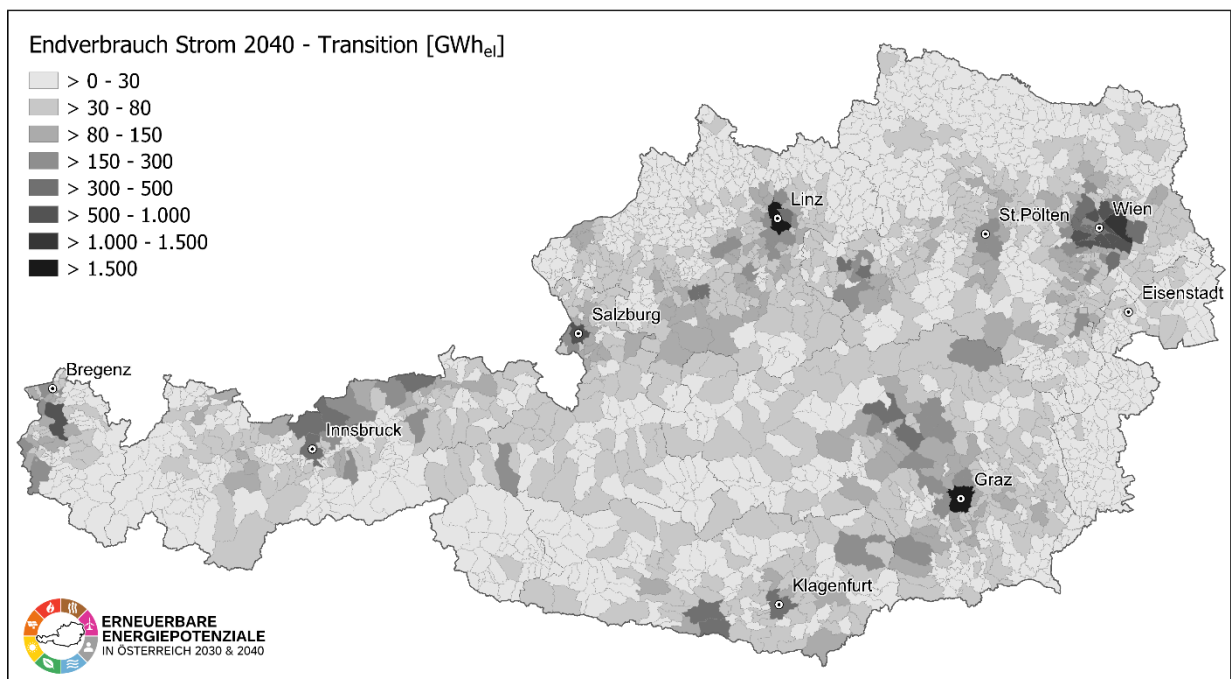 Endverbrauch Strom 2040 - Transition [GWhel]
> 0 - 30
> 30 - 80
> 80 - 150
> 150 - 300
> 300 - 500
> 500 - 1.000
> 1.000 - 1.500
> 1.500
Linz
St.Pölten
Wien
Eisenstadt
Salzburg
Bregenz
Innsbruck
Graz
Klagenfurt
ERNEUERBARE
ENERGIEPOTENZIALE
IN ÖSTERREICH 2030 & 2040